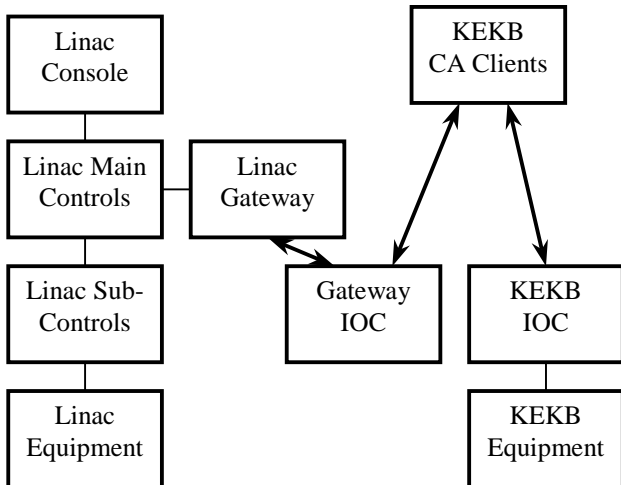 Linac
Console
KEKB
CA Clients
Linac Main
Controls
Linac
Gateway
Linac Sub-
Controls
Gateway
IOC
KEKB
IOC
Linac
Equipment
KEKB
Equipment